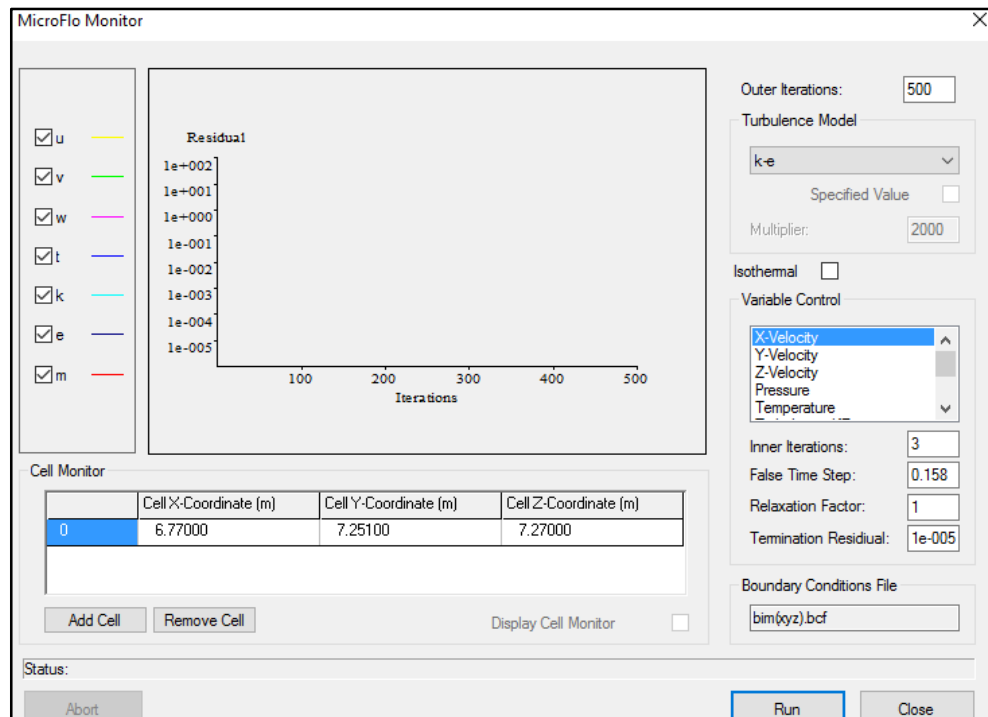 MicroFlo Monitor
u
v
w
t
k
e
m
Residual
1e+002
1e+001
1e+000
1e-001
1e-002
1e-003
1e-004
1e-005
100 200 300 400 500
Iterations
Outer Iterations: 500
Turbulence Model
k-e
Specified Value
Multiplier: 2000
Isothermal
Variable Control
X-Velocity
Y-Velocity
Z-Velocity
Pressure
Temperature
Inner Iterations: 3
False Time Step: 0.158
Relaxation Factor: 1
Termination Residiual: 1e-005
Boundary Conditions File
bim(xyz).bcf
Cell Monitor
Cell X-Coordinate (m) Cell Y-Coordinate (m) Cell Z-Coordinate (m)
0 6.77000 7.25100 7.27000
Add Cell Remove Cell Display Cell Monitor
Status:
Abort Run Close